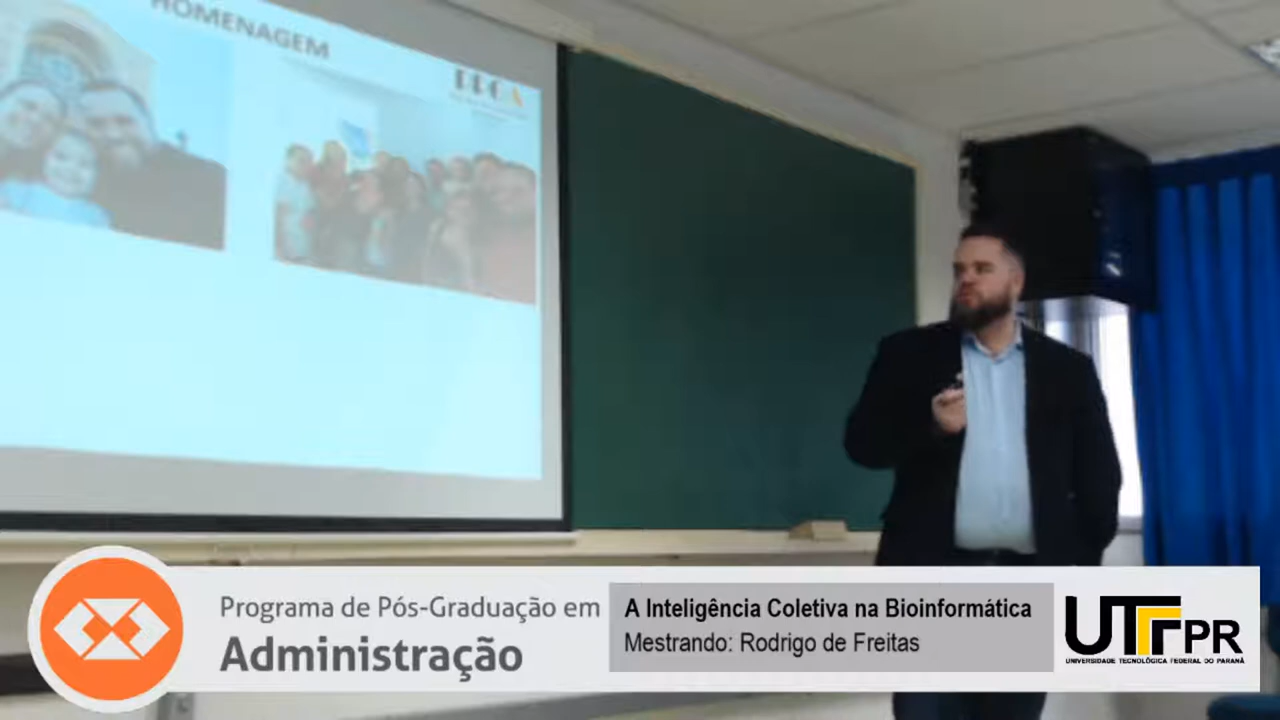 HOMENAGEM
PPGA
Programa de Pós-Graduação em
Administração
A Inteligência Coletiva na Bioinformática
Mestrando: Rodrigo de Freitas
UTFPR
UNIVERSIDADE TECNOLÓGICA FEDERAL DO PARANÁ